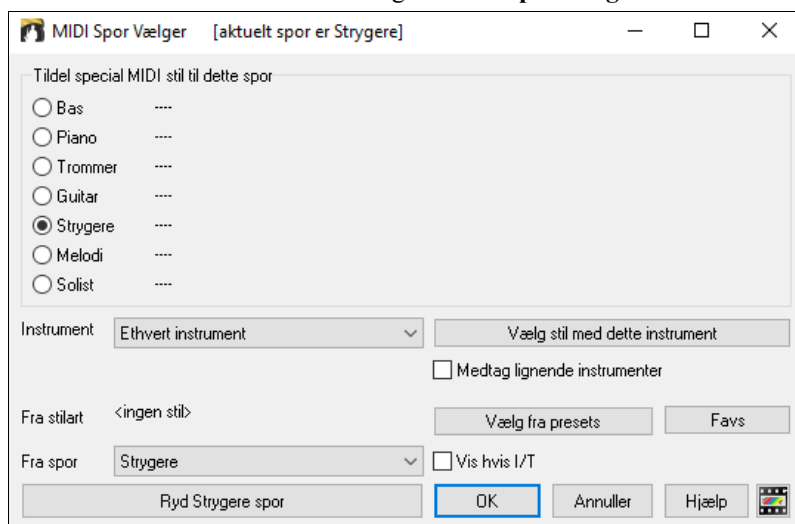 MIDI Spor Vælger [aktuelt spor er Strygere]
Tildel special MIDI stil til dette spor
Bas ----
Piano ----
Trommer ----
Guitar ----
Strygere ----
Melodi ----
Solist ----
Instrument Ethvert instrument Vælg stil med dette instrument
Medtag lignende instrumenter
Fra stilart <ingen stil> Vælg fra presets Favs
Fra spor Strygere Vis hvis I/T
Ryd Strygere spor OK Annuller Hjælp